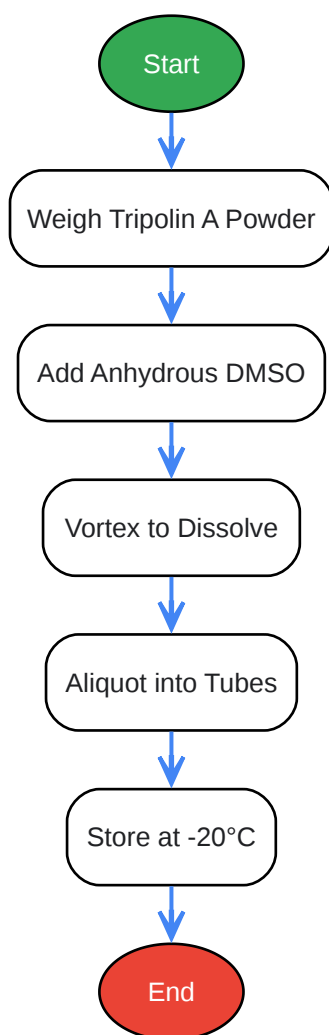 Start
Weigh Tripolin A Powder
Add Anhydrous DMSO
Vortex to Dissolve
Aliquot into Tubes
Store at -20°C
End